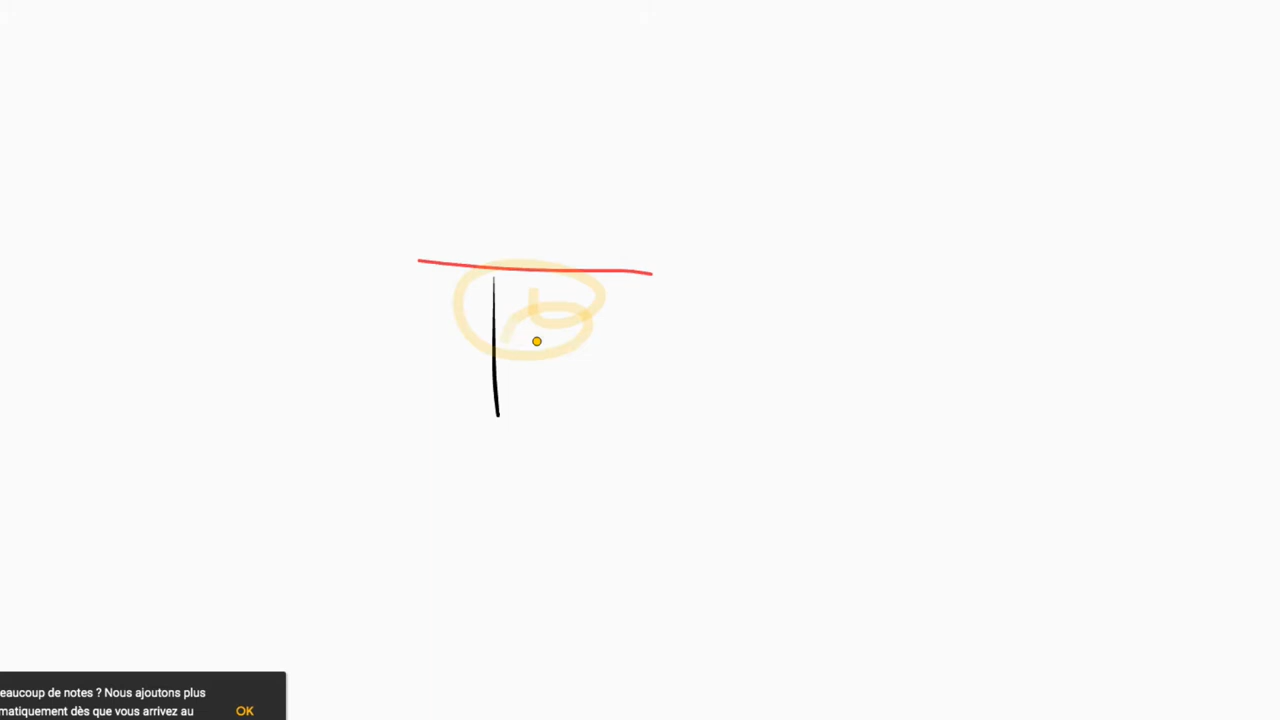 eaucoup de notes ? Nous ajoutons plus
matiquement dès que vous arrivez au
OK